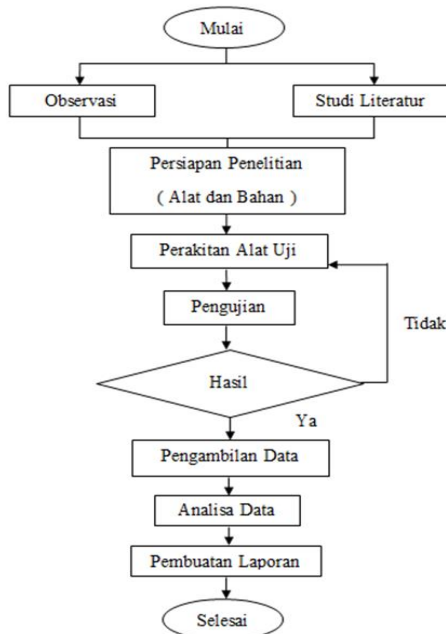 Mulai
Observasi
Studi Literatur
Persiapan Penelitian
( Alat dan Bahan )
Perakitan Alat Uji
Pengujian
Tidak
Hasil
Ya
Pengambilan Data
Analisa Data
Pembuatan Laporan
Selesai